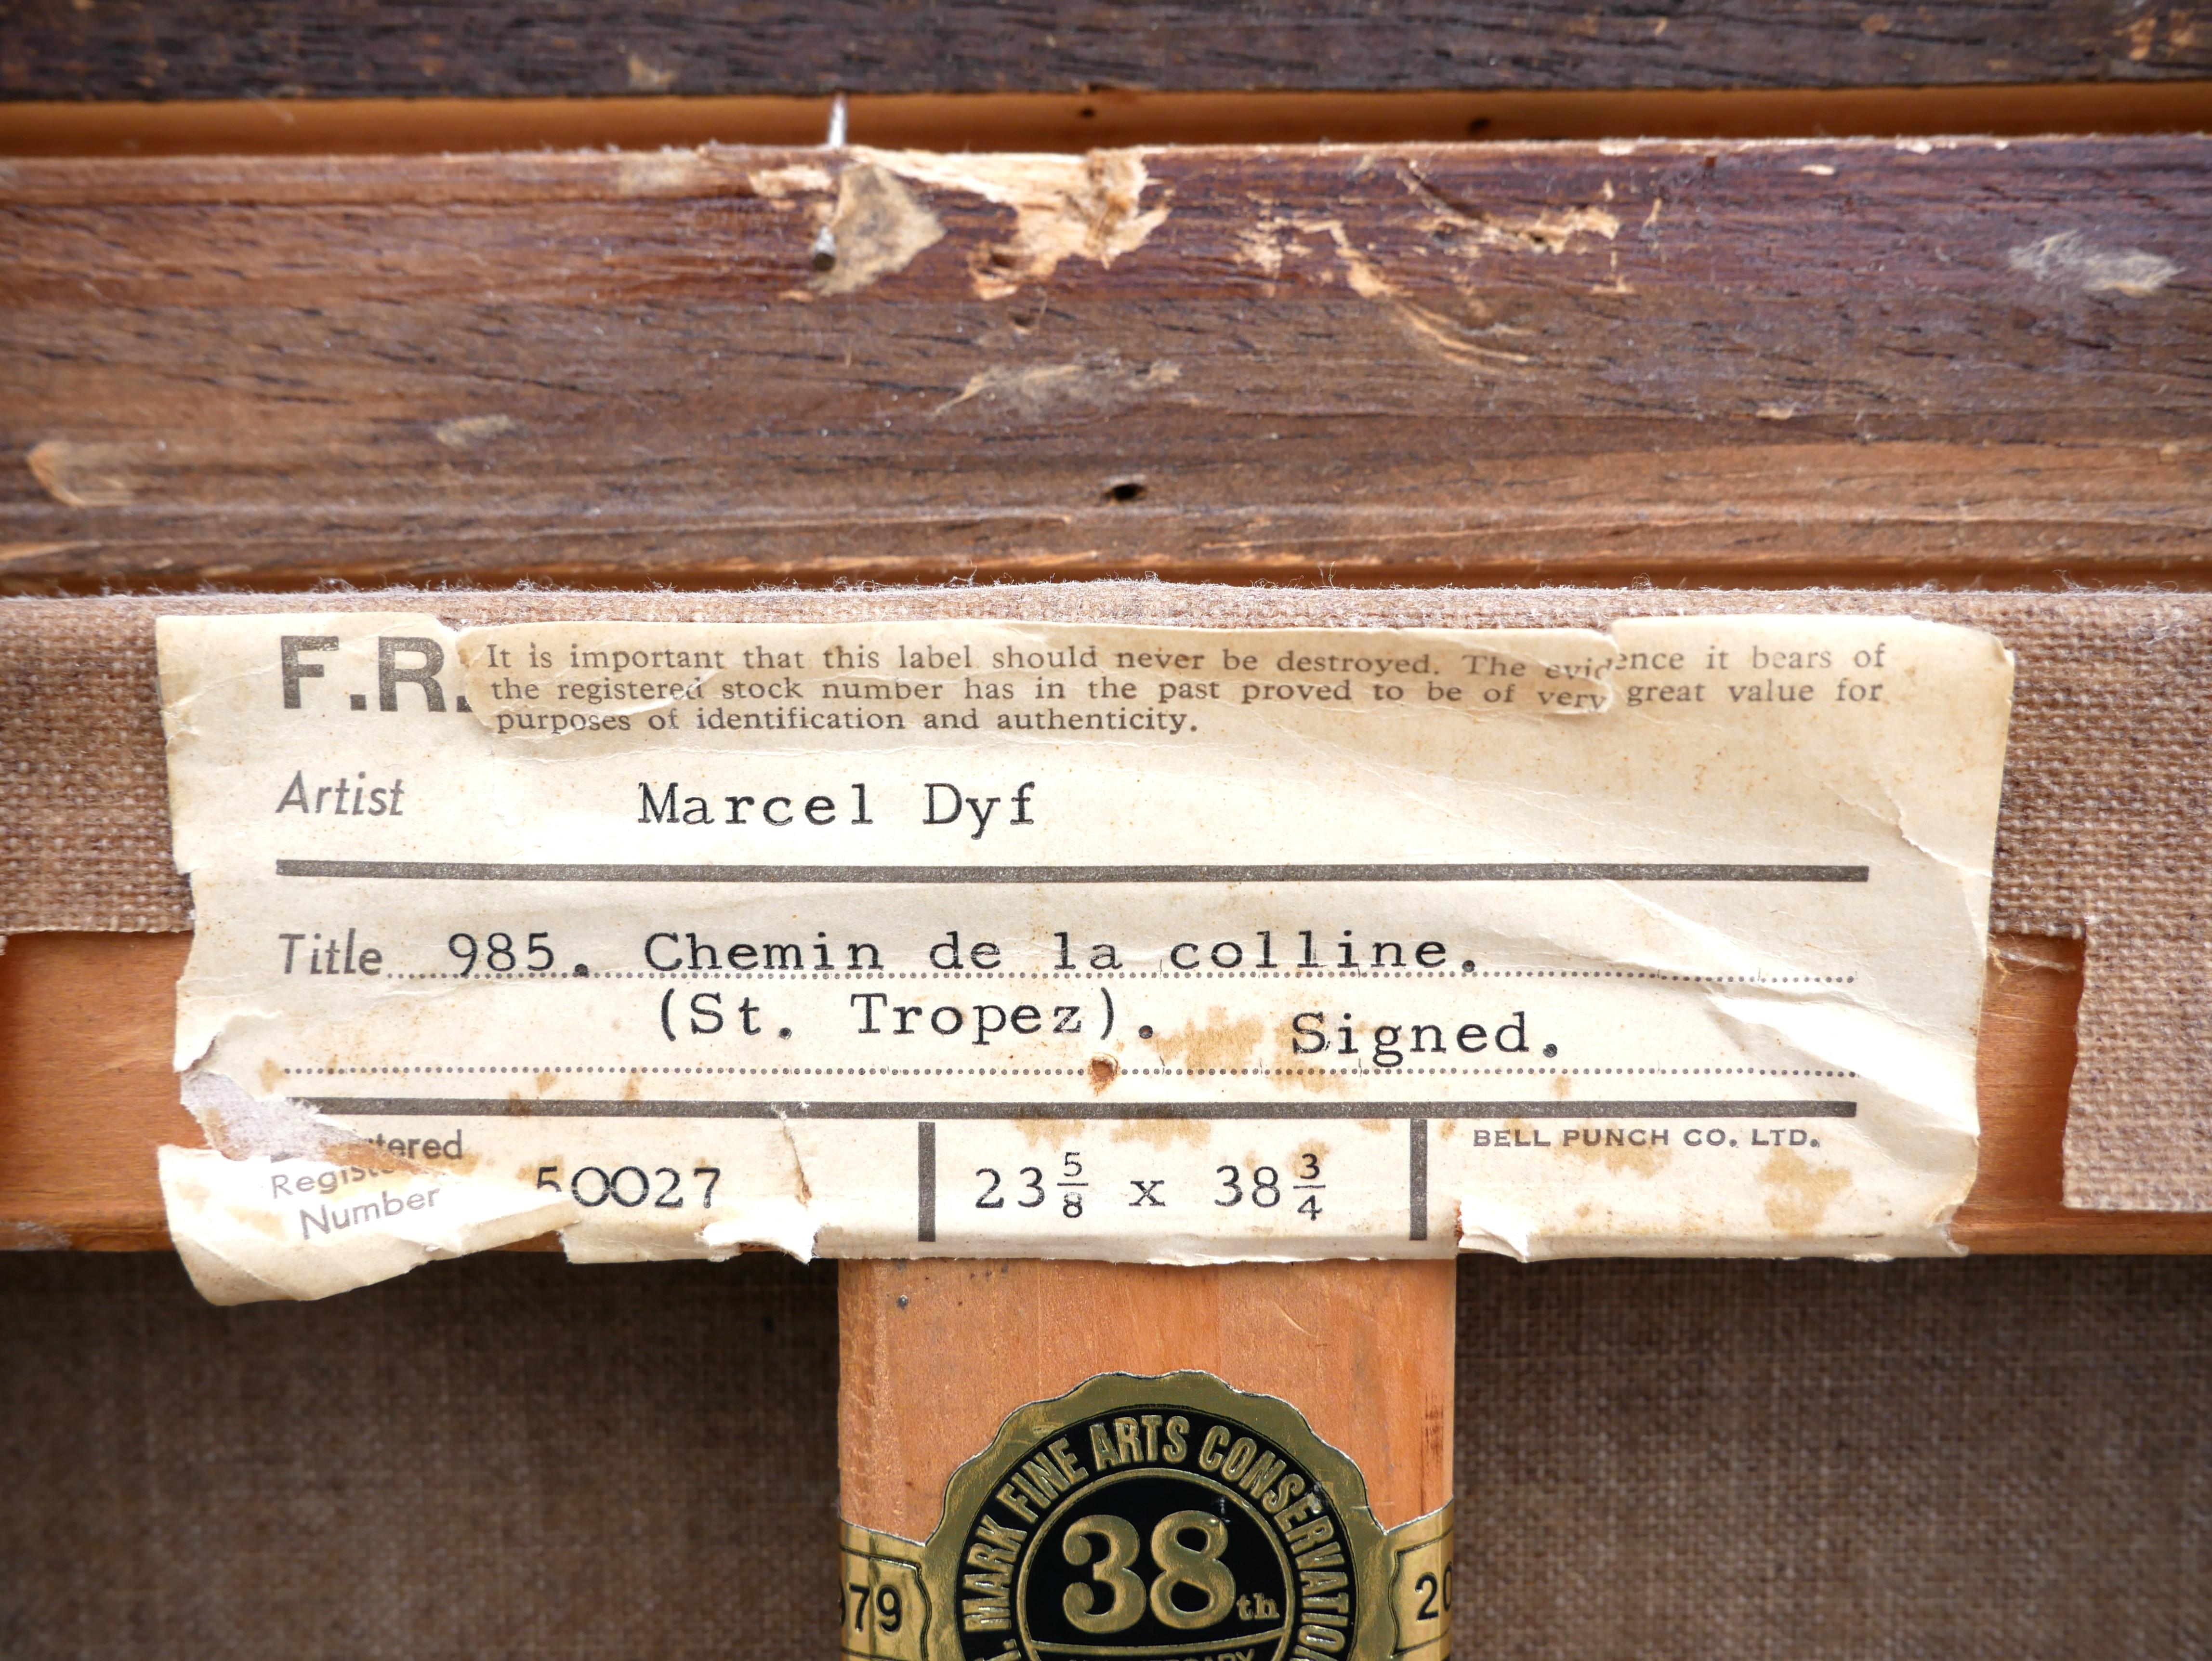 F.R.
It is important that this label should never be destroyed. The evidence it bears of
the registered stock number has in the past proved to be of very great value for
purposes of identification and authenticity.
Artist Marcel Dyf
Title 985. Chemin de la colline.
(St. Tropez). Signed.
Registered
Number 50027 23 5/8 x 38 3/4 BELL PUNCH CO. LTD.
MARK FINE ARTS CONSERVATION
38th
79 20